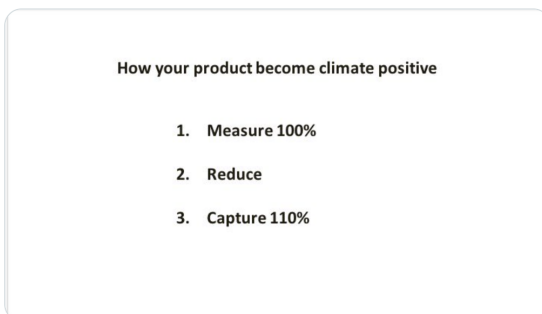 How your product become climate positive
1. Measure 100%
2. Reduce
3. Capture 110%